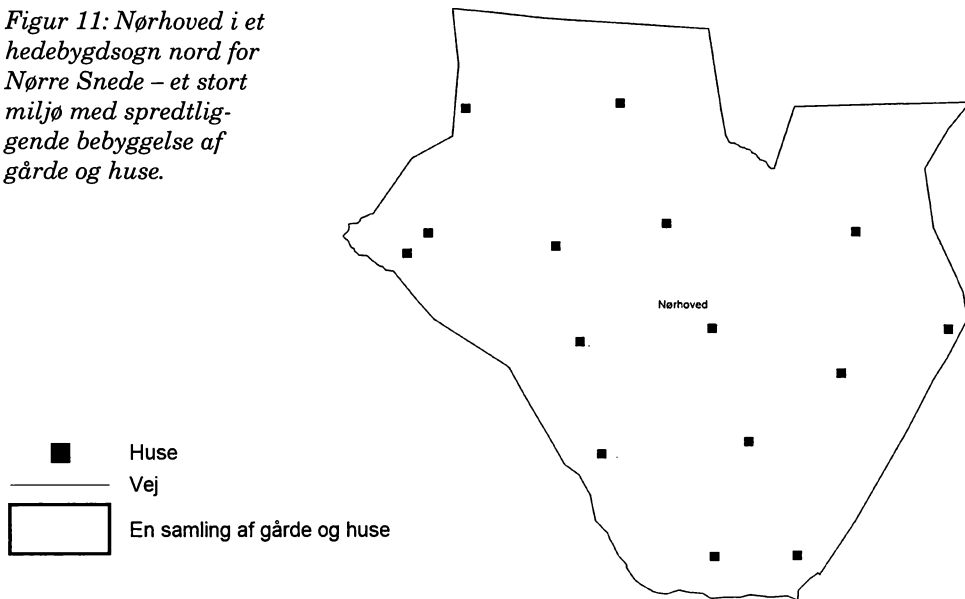 Figur 11: Nørhoved i et
hedebygdsogn nord for
Nørre Snede – et stort
miljø med spredtlig-
gende bebyggelse af
gårde og huse.
Nørhoved
Huse
Vej
En samling af gårde og huse